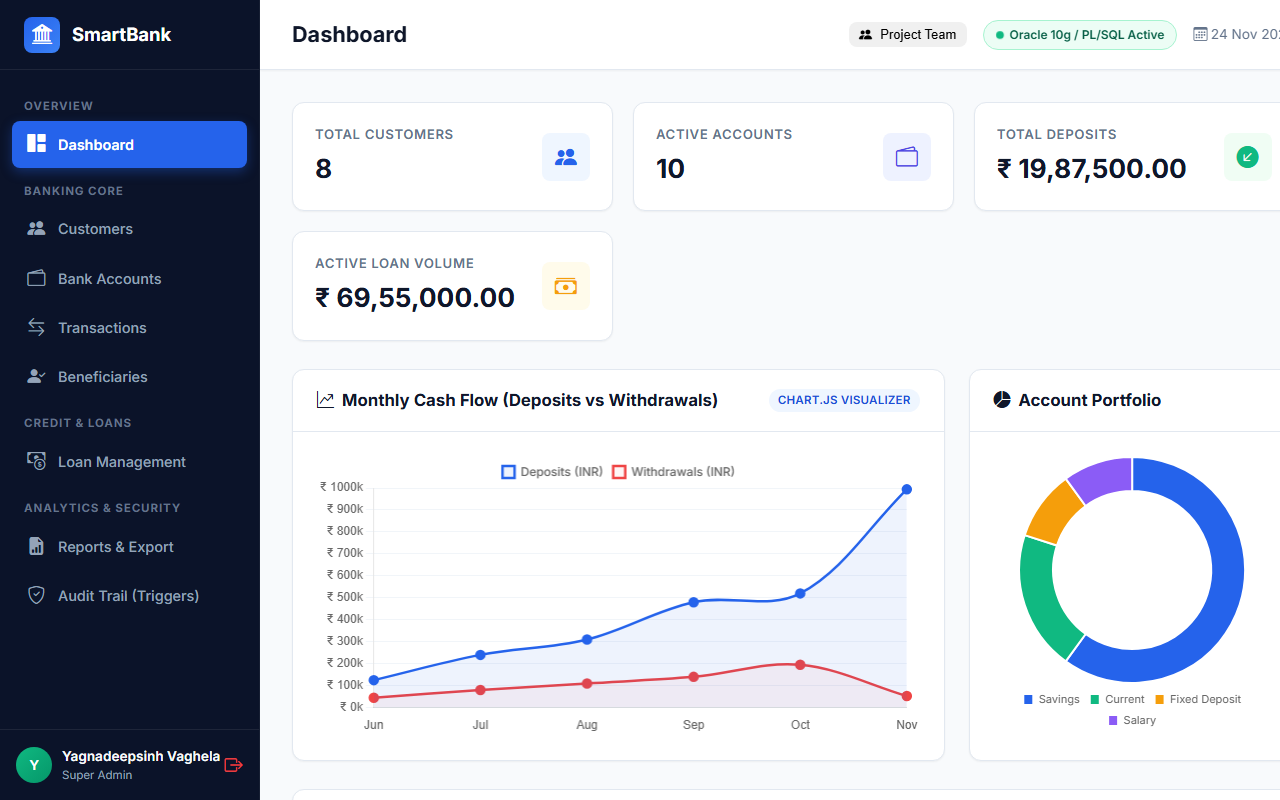 SmartBank
OVERVIEW
Dashboard
BANKING CORE
Customers
Bank Accounts
Transactions
Beneficiaries
CREDIT & LOANS
Loan Management
ANALYTICS & SECURITY
Reports & Export
Audit Trail (Triggers)
Y
Yagnadeepsinh Vaghela
Super Admin
Dashboard
Project Team
Oracle 10g / PL/SQL Active
24 Nov 202
TOTAL CUSTOMERS
8
ACTIVE ACCOUNTS
10
TOTAL DEPOSITS
₹ 19,87,500.00
ACTIVE LOAN VOLUME
₹ 69,55,000.00
Monthly Cash Flow (Deposits vs Withdrawals)
CHART.JS VISUALIZER
Deposits (INR) Withdrawals (INR)
₹ 1000k
₹ 900k
₹ 800k
₹ 700k
₹ 600k
₹ 500k
₹ 400k
₹ 300k
₹ 200k
₹ 100k
₹ 0k
Jun Jul Aug Sep Oct Nov
Account Portfolio
Savings Current Fixed Deposit
Salary